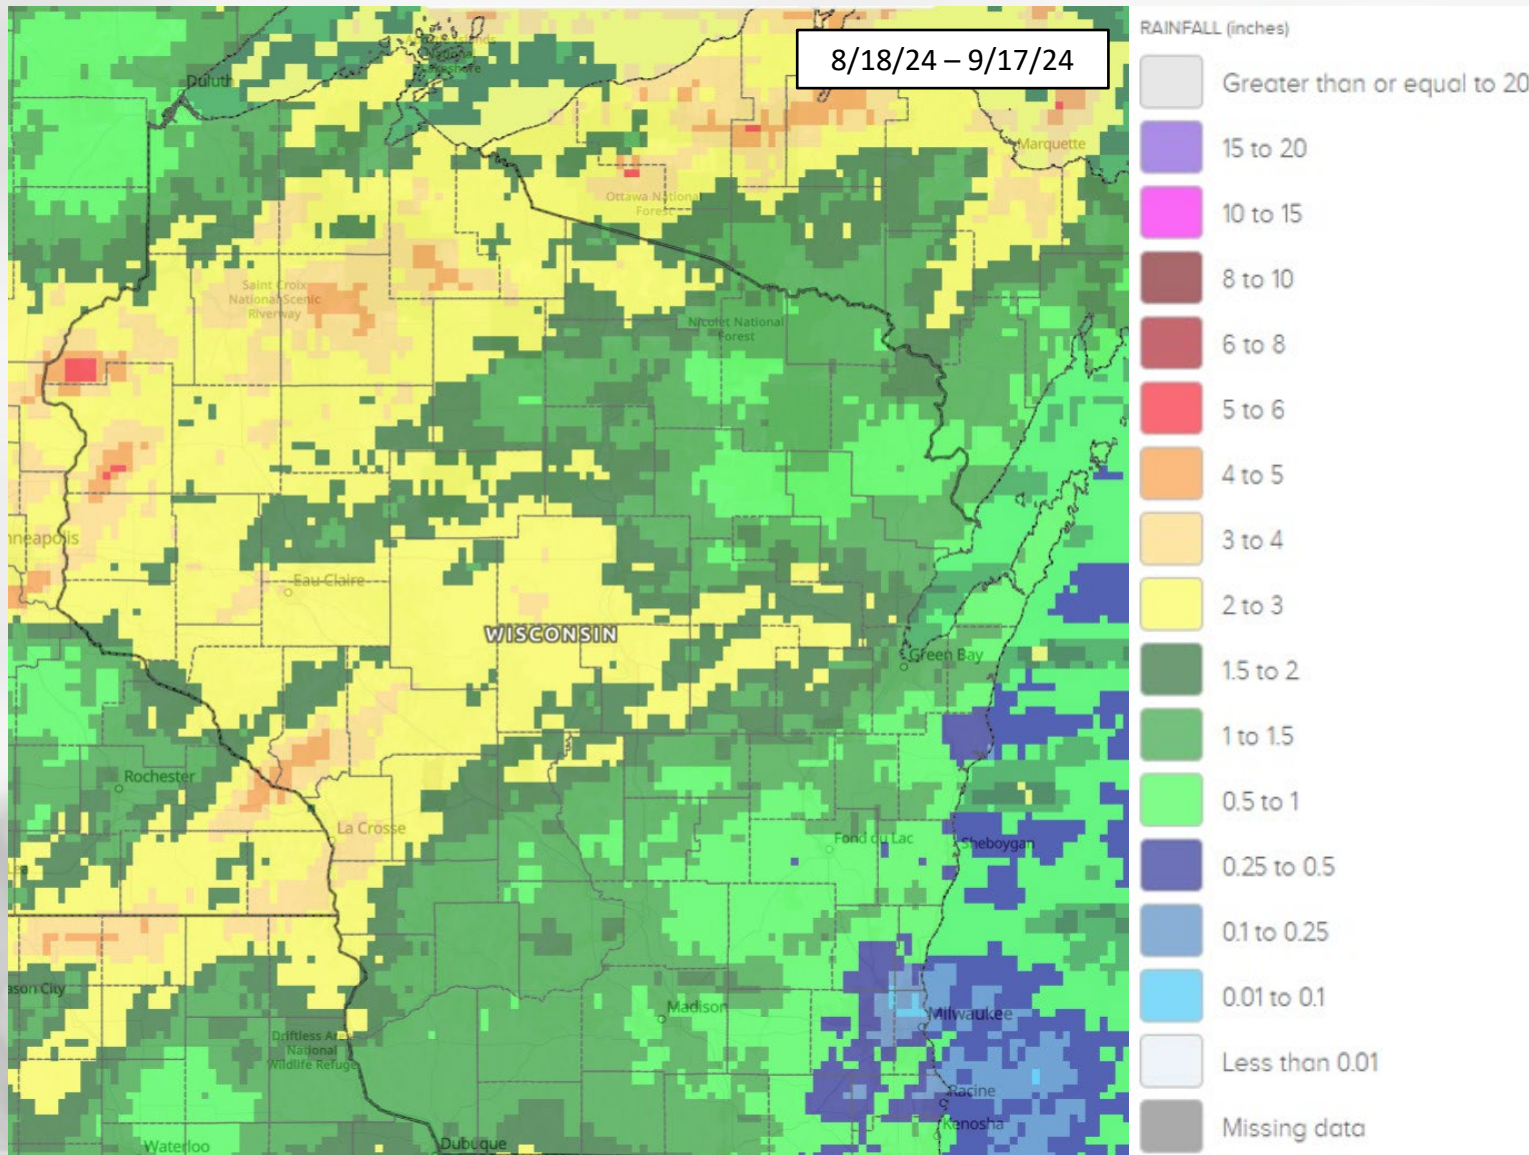 8/18/24 – 9/17/24
Duluth
Marquette
Ottawa National
Forest
Saint Croix
National Scenic
Riverway
Nicolet National
Forest
nneapolis
Eau Claire
WISCONSIN
Green Bay
Rochester
La Crosse
Fond du Lac
Sheboygan
ason City
Madison
Milwaukee
Driftless Area
National
Wildlife Refuge
Racine
Kenosha
Waterloo
Dubuque
RAINFALL (inches)
Greater than or equal to 20
15 to 20
10 to 15
8 to 10
6 to 8
5 to 6
4 to 5
3 to 4
2 to 3
1.5 to 2
1 to 1.5
0.5 to 1
0.25 to 0.5
0.1 to 0.25
0.01 to 0.1
Less than 0.01
Missing data